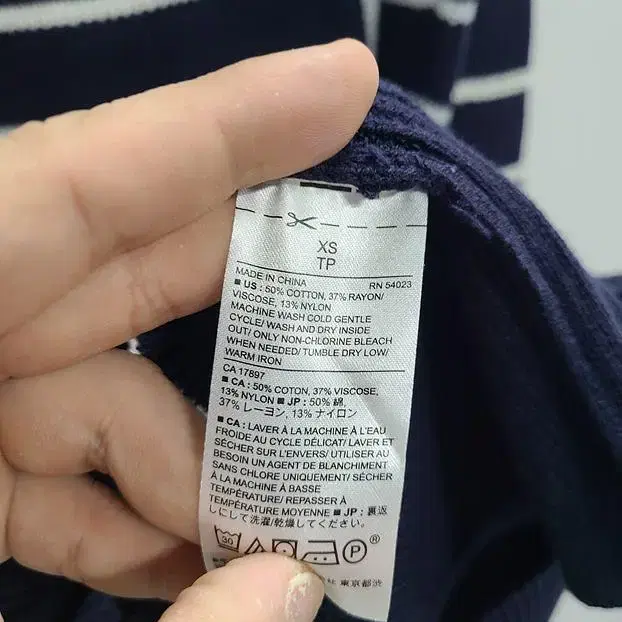 XS
TP
MADE IN CHINA RN 54023
■ US : 50% COTTON, 37% RAYON/
VISCOSE, 13% NYLON
MACHINE WASH COLD GENTLE
CYCLE/ WASH AND DRY INSIDE
OUT/ ONLY NON-CHLORINE BLEACH
WHEN NEEDED/ TUMBLE DRY LOW/
WARM IRON
CA 17897
■ CA : 50% COTON, 37% VISCOSE,
13% NYLON ■ JP : 50% 綿,
37% レーヨン, 13% ナイロン
■ CA : LAVER À LA MACHINE À L'EAU
FROIDE AU CYCLE DÉLICAT/ LAVER ET
SÉCHER SUR L'ENVERS/ UTILISER AU
BESOIN UN AGENT DE BLANCHIMENT
SANS CHLORE UNIQUEMENT/ SÉCHER
À LA MACHINE À BASSE
TEMPÉRATURE/ REPASSER À
TEMPÉRATURE MOYENNE ■ JP : 裏返
しにして洗濯/乾燥してください。
30 P ®
東京都渋